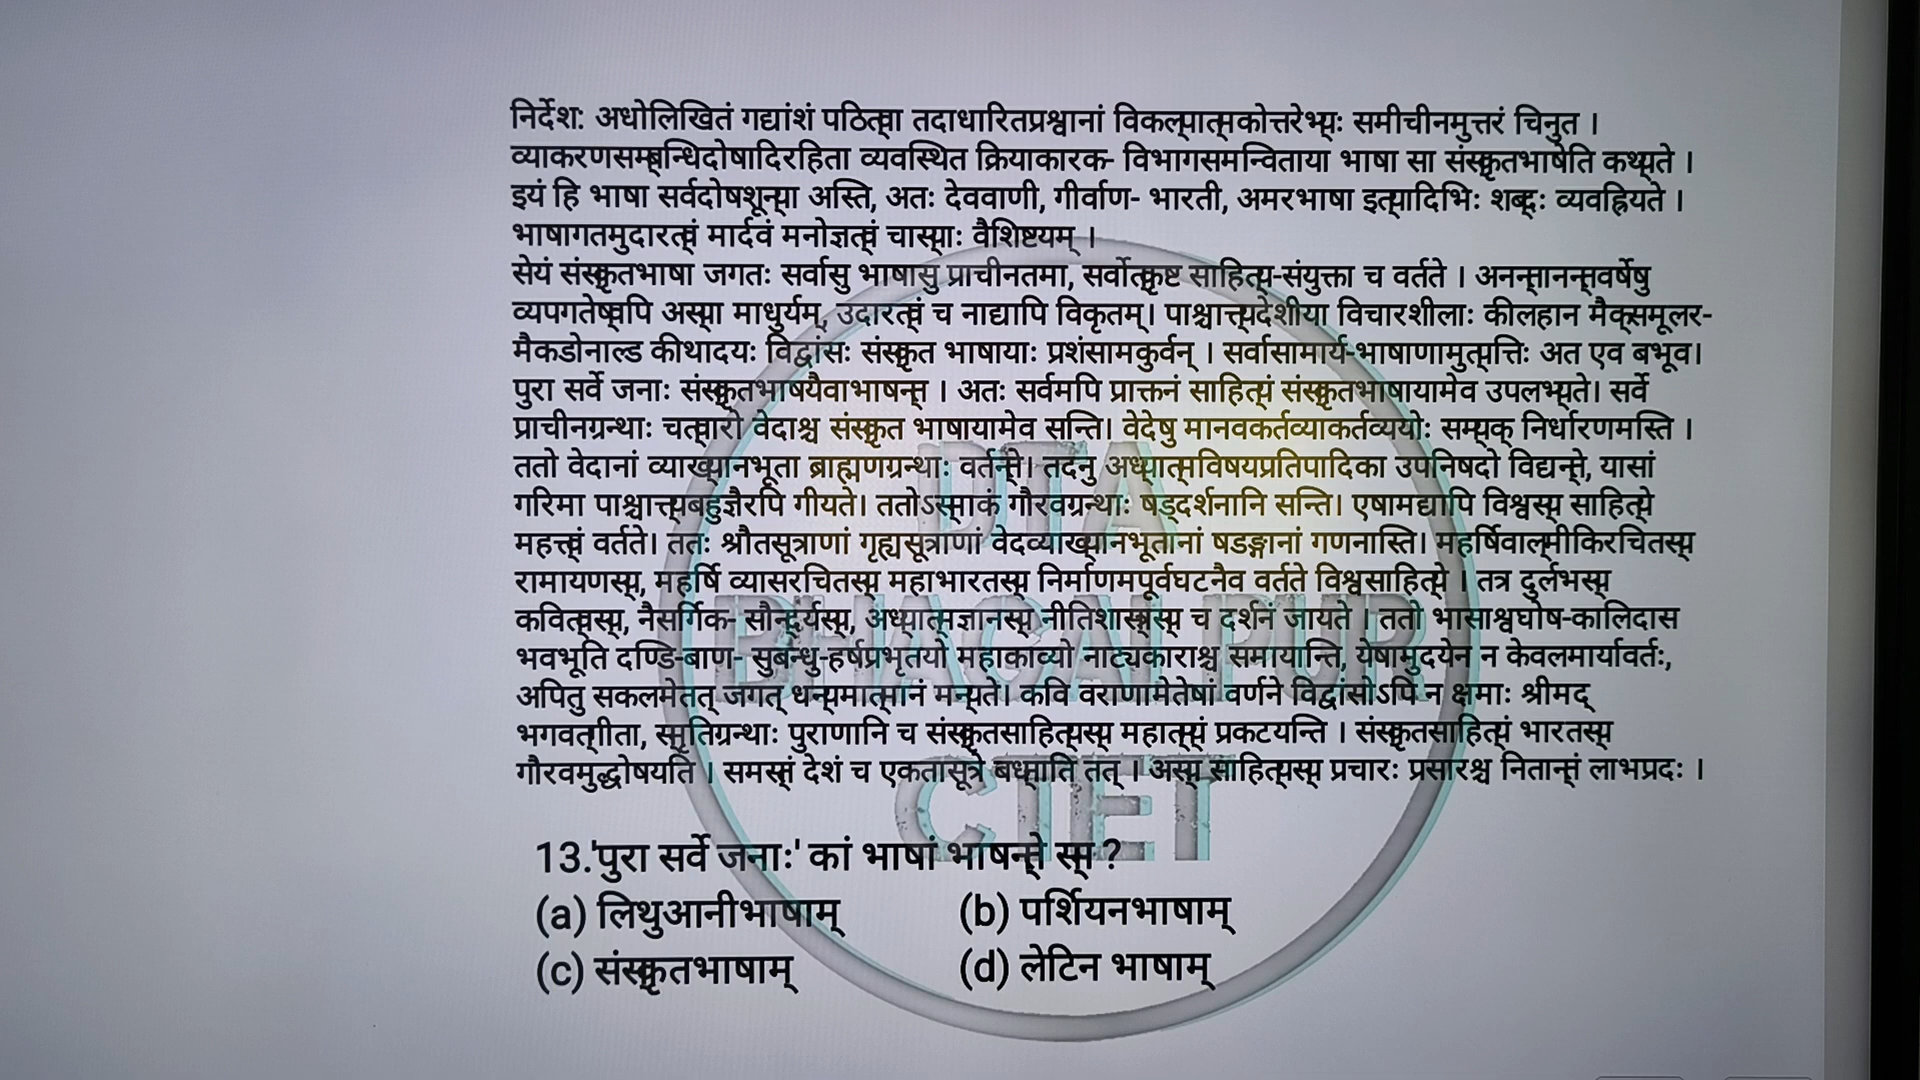 निर्देश: अधोलिखितं गद्यांशं पठित्वा तदाधारितप्रश्नानां विकल्पात्मकोत्तरेभ्यः समीचीनमुत्तरं चिनुत ।
व्याकरणसम्बन्धिदोषादिरहिता व्यवस्थित क्रियाकारक- विभागसमन्विताया भाषा सा संस्कृतभाषेति कथ्यते ।
इयं हि भाषा सर्वदोषशून्या अस्ति, अतः देववाणी, गीर्वाण- भारती, अमरभाषा इत्यादिभिः शब्दः व्यवह्रियते ।
भाषागतमुदारत्वं मार्दवं मनोज्ञत्वं चास्याः वैशिष्टयम् ।
सेयं संस्कृतभाषा जगतः सर्वासु भाषासु प्राचीनतमा, सर्वोत्कृष्ट साहित्य-संयुक्ता च वर्तते । अनन्तानन्तवर्षेषु
व्यपगतेष्वपि अस्या माधुर्यम्, उदारत्वं च नाद्यापि विकृतम्। पाश्चात्त्यदेशीया विचारशीलाः कीलहान मैक्समूलर-
मैकडोनाल्ड कीथादयः विद्वांसः संस्कृत भाषायाः प्रशंसामकुर्वन् । सर्वासामार्य-भाषाणामुत्पत्तिः अत एव बभूव।
पुरा सर्वे जनाः संस्कृतभाषयैवाभाषन्त । अतः सर्वमपि प्राक्तनं साहित्यं संस्कृतभाषायामेव उपलभ्यते। सर्वे
प्राचीनग्रन्थाः चत्वारो वेदाश्च संस्कृत भाषायामेव सन्ति। वेदेषु मानवकर्तव्याकर्तव्ययोः सम्यक् निर्धारणमस्ति ।
ततो वेदानां व्याख्यानभूता ब्राह्मणग्रन्थाः वर्तन्ते। तदनु अध्यात्मविषयप्रतिपादिका उपनिषदो विद्यन्ते, यासां
गरिमा पाश्चात्त्यबहुज्ञैरपि गीयते। ततोऽस्माकं गौरवग्रन्थाः षड्दर्शनानि सन्ति। एषामद्यापि विश्वस्य साहित्ये
महत्त्वं वर्तते। ततः श्रौतसूत्राणां गृह्यसूत्राणां वेदव्याख्यानभूतानां षडङ्गानां गणनास्ति। महर्षिवाल्मीकिरचितस्य
रामायणस्य, महर्षि व्यासरचितस्य महाभारतस्य निर्माणमपूर्वघटनैव वर्तते विश्वसाहित्ये । तत्र दुर्लभस्य
कवित्वस्य, नैसर्गिक- सौन्दर्यस्य, अध्यात्मज्ञानस्य नीतिशास्त्रस्य च दर्शनं जायते । ततो भासाश्वघोष-कालिदास
भवभूति दण्डि-बाण- सुबन्धु-हर्षप्रभृतयो महाकाव्यो नाट्यकाराश्च समायान्ति, येषामुदयेन न केवलमार्यावर्तः,
अपितु सकलमेतत् जगत् धन्यमात्मानं मन्यते। कवि वराणामेतेषां वर्णने विद्वांसोऽपि न क्षमाः श्रीमद्
भगवत्गीता, स्मृतिग्रन्थाः पुराणानि च संस्कृतसाहित्यस्य महात्म्यं प्रकटयन्ति । संस्कृतसाहित्यं भारतस्य
गौरवमुद्धोषयति । समस्तं देशं च एकतासूत्रे बध्नाति तत् । अस्य साहित्यस्य प्रचारः प्रसारश्च नितान्तं लाभप्रदः ।
13.'पुरा सर्वे जनाः' कां भाषां भाषन्ते स्म ?
(a) लिथुआनीभाषाम् (b) पर्शियनभाषाम्
(c) संस्कृतभाषाम् (d) लेटिन भाषाम्
DTA
BHAGALPUR
CTET